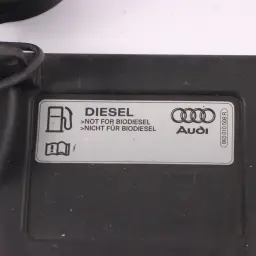 DIESEL
>NOT FOR BIODIESEL
>NICHT FÜR BIODIESEL
Audi